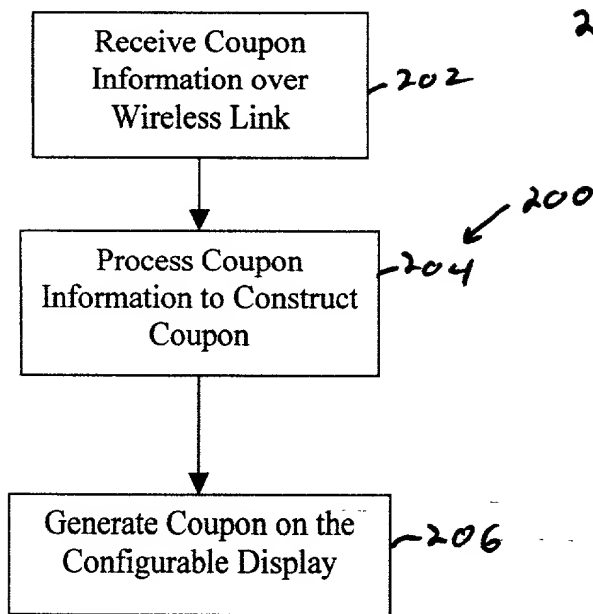 Receive Coupon
Information over
Wireless Link
202
200
Process Coupon
Information to Construct
Coupon
204
Generate Coupon on the
Configurable Display
206